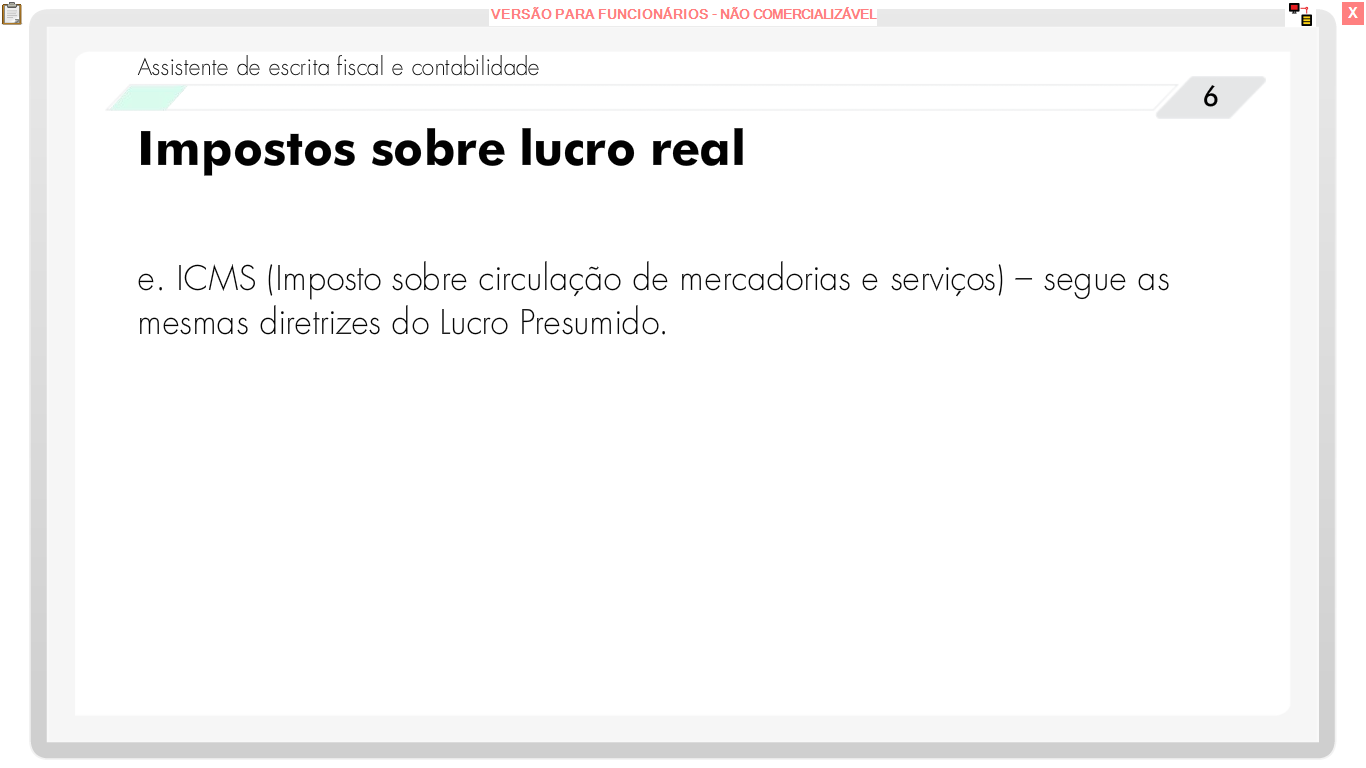 VERSÃO PARA FUNCIONÁRIOS - NÃO COMERCIALIZÁVEL
X
Assistente de escrita fiscal e contabilidade
6
Impostos sobre lucro real
e. ICMS (Imposto sobre circulação de mercadorias e serviços) – segue as
mesmas diretrizes do Lucro Presumido.